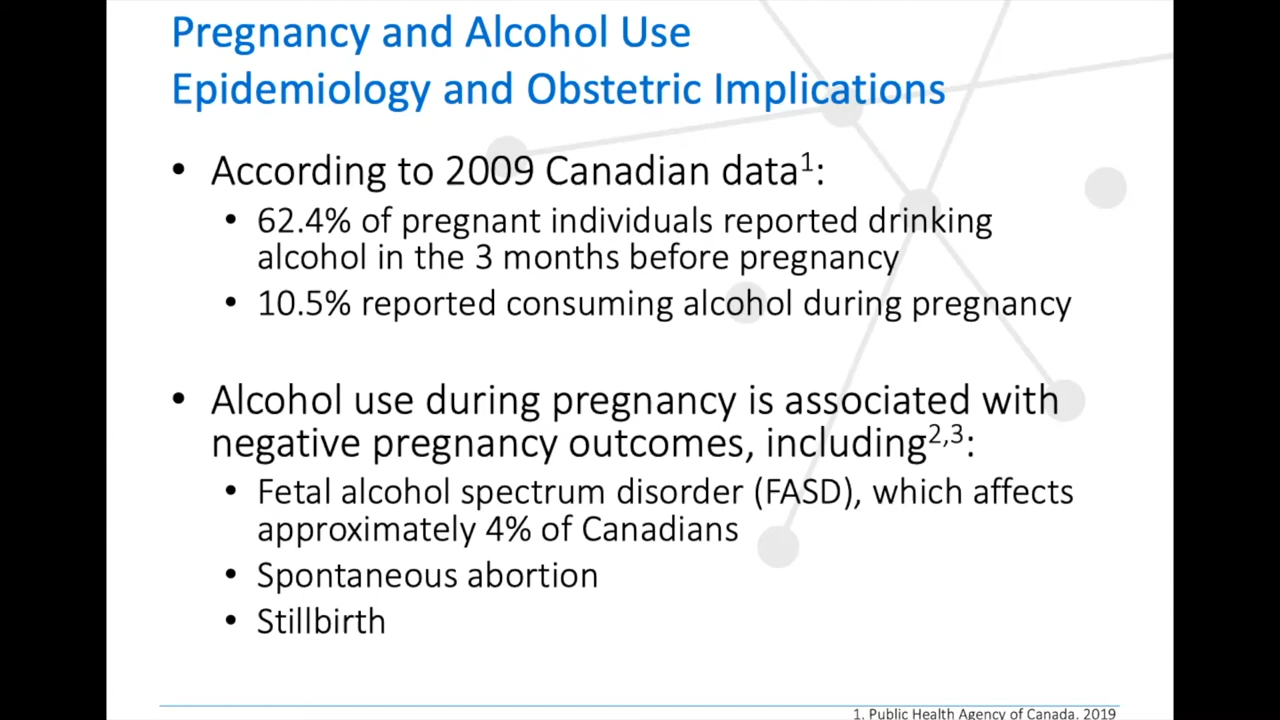 Pregnancy and Alcohol Use
Epidemiology and Obstetric Implications
• According to 2009 Canadian data¹:
• 62.4% of pregnant individuals reported drinking
alcohol in the 3 months before pregnancy
• 10.5% reported consuming alcohol during pregnancy
• Alcohol use during pregnancy is associated with
negative pregnancy outcomes, including²,³:
• Fetal alcohol spectrum disorder (FASD), which affects
approximately 4% of Canadians
• Spontaneous abortion
• Stillbirth
1. Public Health Agency of Canada. 2019